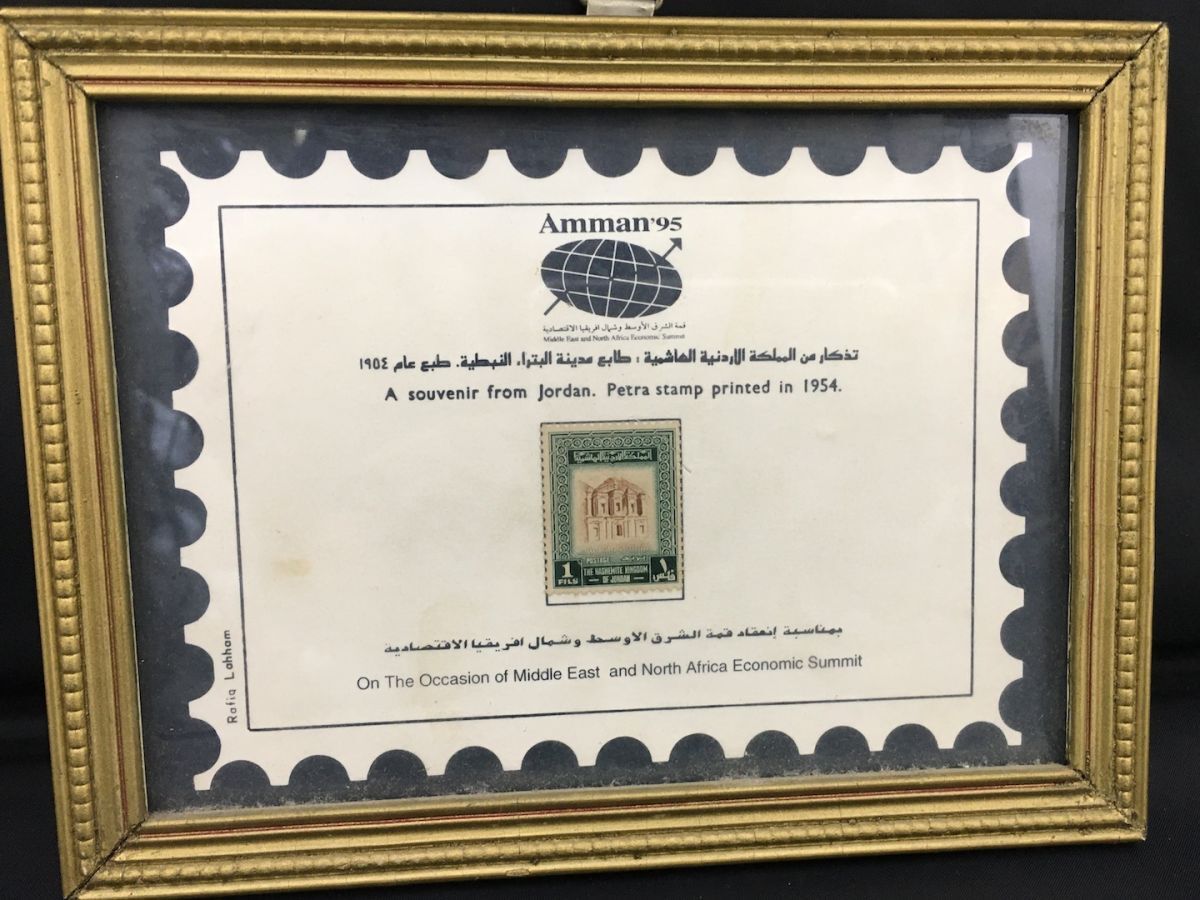 Amman'95
قمة الشرق الأوسط وشمال افريقيا الاقتصادية
Middle East and North Africa Economic Summit
تذكار من المملكة الاردنية الهاشمية : طابع مدينة البتراء النبطية. طبع عام ١٩٥٤
A souvenir from Jordan. Petra stamp printed in 1954.
المملكة الاردنية الهاشمية
POSTAGE
1 FILS
THE HASHEMITE KINGDOM
OF JORDAN
١ فلس
بمناسبة إنعقاد قمة الشرق الاوسط وشمال افريقيا الاقتصادية
On The Occasion of Middle East and North Africa Economic Summit
Rafiq Lahham